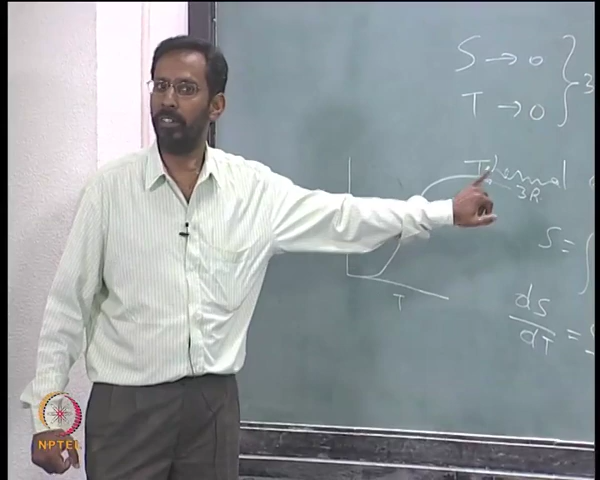 S → 0
T → 0
Thermal
3R
S = ∫
T
dS/dT =
NPTEL